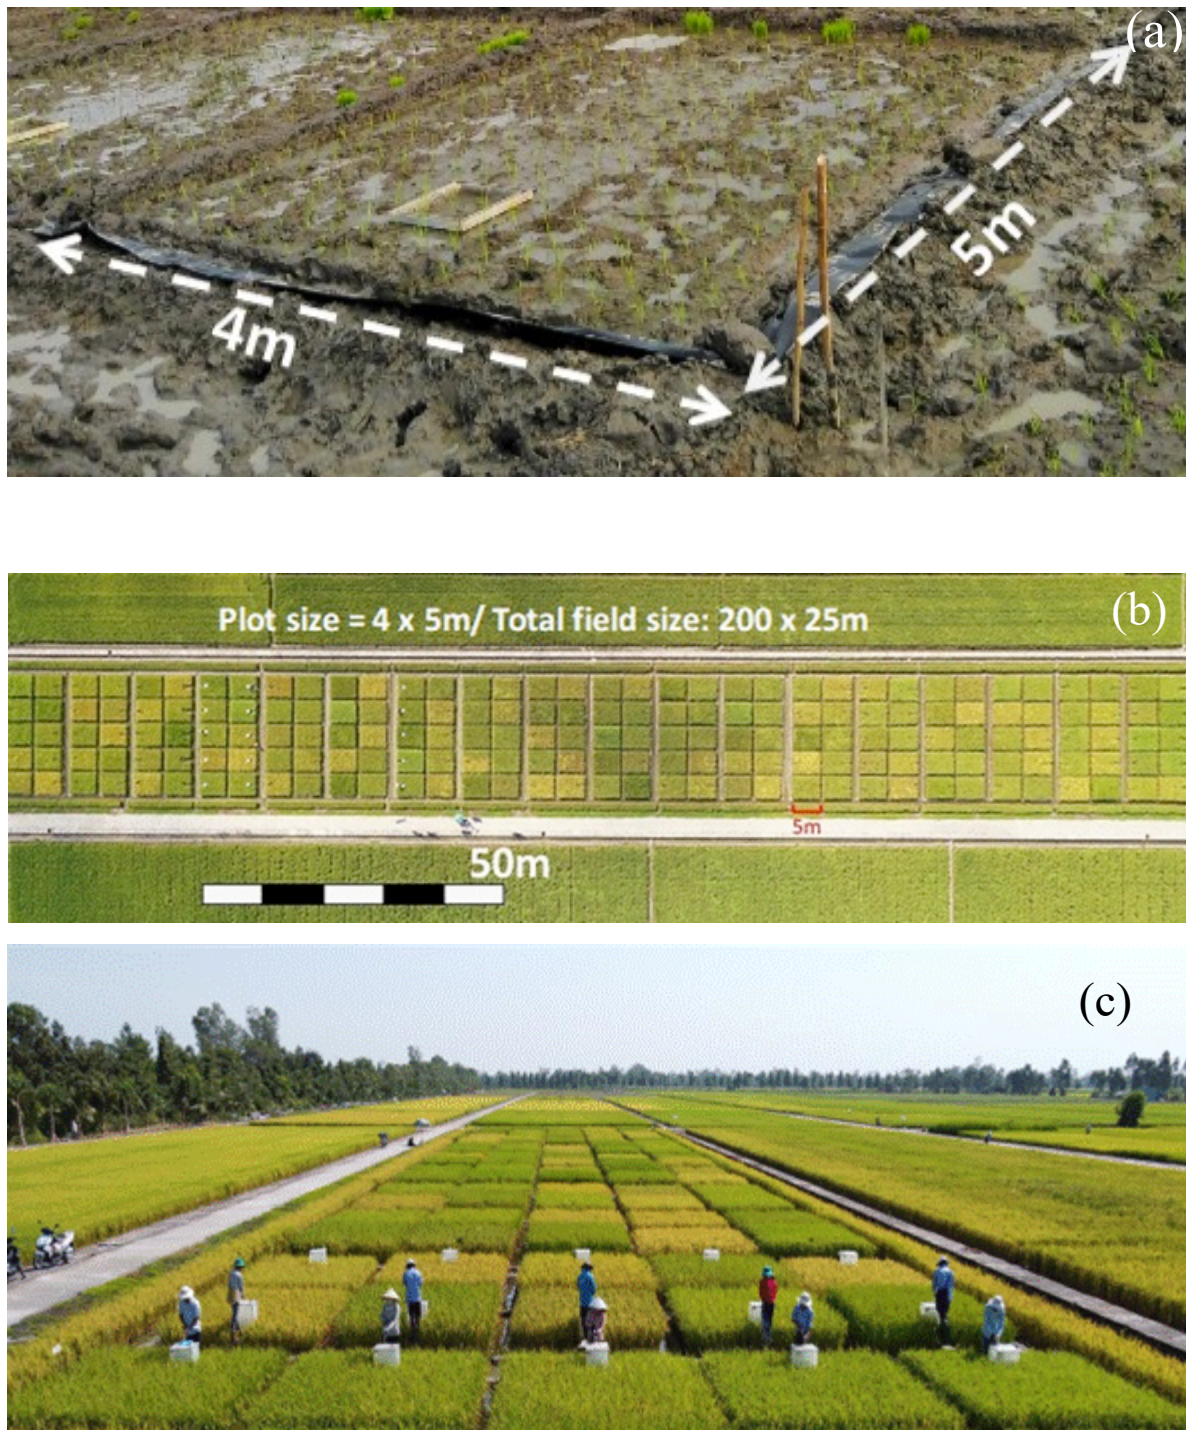 (a)
4m
5m
Plot size = 4 x 5m/ Total field size: 200 x 25m
(b)
5m
50m
(c)